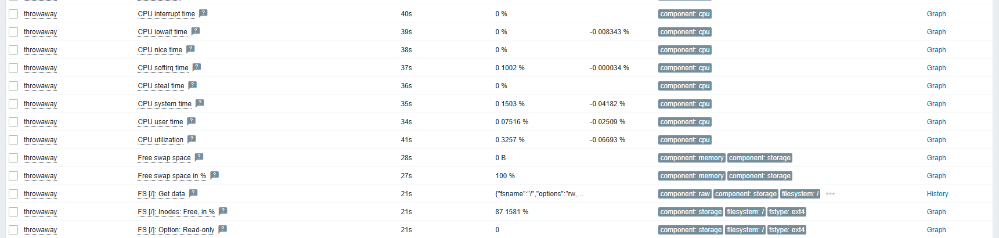 throwaway CPU interrupt time ? 40s 0 % component: cpu Graph
throwaway CPU iowait time ? 39s 0 % -0.008343 % component: cpu Graph
throwaway CPU nice time ? 38s 0 % component: cpu Graph
throwaway CPU softirq time ? 37s 0.1002 % -0.000034 % component: cpu Graph
throwaway CPU steal time ? 36s 0 % component: cpu Graph
throwaway CPU system time ? 35s 0.1503 % -0.04182 % component: cpu Graph
throwaway CPU user time ? 34s 0.07516 % -0.02509 % component: cpu Graph
throwaway CPU utilization ? 41s 0.3257 % -0.06693 % component: cpu Graph
throwaway Free swap space ? 28s 0 B component: memory component: storage Graph
throwaway Free swap space in % ? 27s 100 % component: memory component: storage Graph
throwaway FS [/]: Get data ? 21s {"fsname":"/","options":"rw,... component: raw component: storage filesystem: / ••• History
throwaway FS [/]: Inodes: Free, in % ? 21s 87.1581 % component: storage filesystem: / fstype: ext4 Graph
throwaway FS [/]: Option: Read-only ? 21s 0 component: storage filesystem: / fstype: ext4 Graph